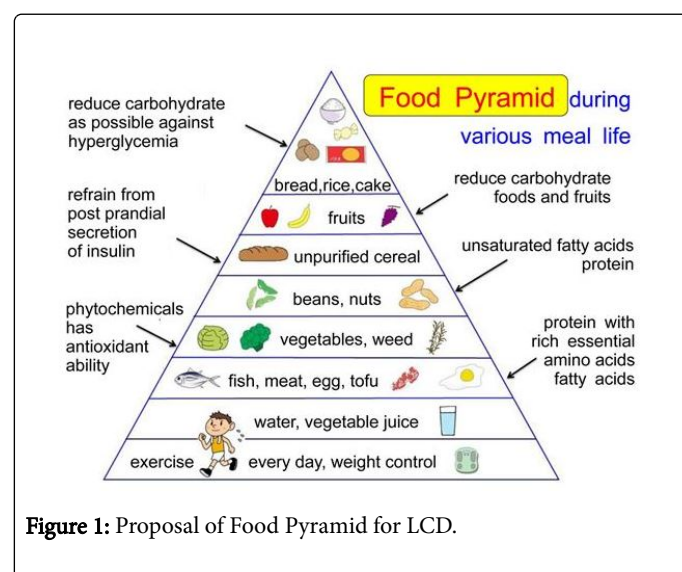 Food Pyramid during
various meal life
reduce carbohydrate
as possible against
hyperglycemia
bread,rice,cake
reduce carbohydrate
foods and fruits
refrain from
post prandial
secretion
of insulin
fruits
unpurified cereal
unsaturated fatty acids
protein
beans, nuts
phytochemicals
has
antioxidant
ability
vegetables, weed
protein with
rich essential
amino acids
fatty acids
fish, meat, egg, tofu
water, vegetable juice
exercise every day, weight control
Figure 1: Proposal of Food Pyramid for LCD.